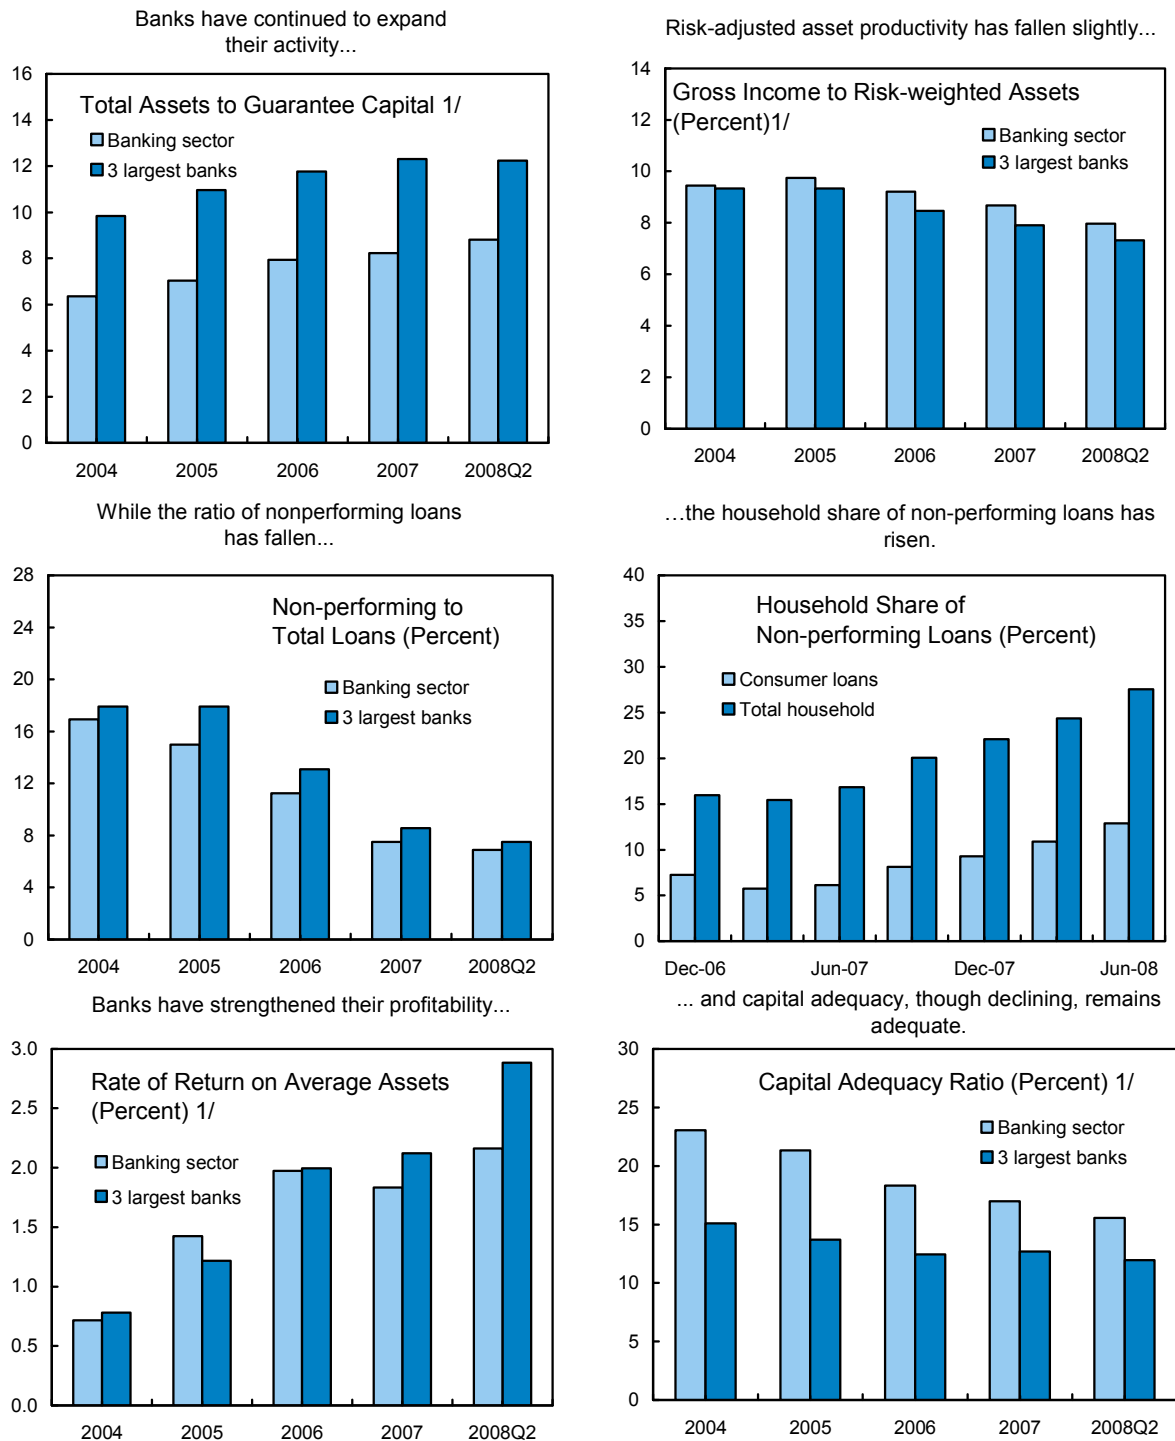 Banks have continued to expand
their activity...
16
14
12
10
8
6
4
2
0
Total Assets to Guarantee Capital 1/
Banking sector
3 largest banks
2004
2005
2006
2007
2008Q2
Risk-adjusted asset productivity has fallen slightly...
14
12
10
8
6
4
2
0
Gross Income to Risk-weighted Assets
(Percent)1/
Banking sector
3 largest banks
2004
2005
2006
2007
2008Q2
While the ratio of nonperforming loans
has fallen...
28
24
20
16
12
8
4
0
Non-performing to
Total Loans (Percent)
Banking sector
3 largest banks
2004
2005
2006
2007
2008Q2
...the household share of non-performing loans has
risen.
40
35
30
25
20
15
10
5
0
Household Share of
Non-performing Loans (Percent)
Consumer loans
Total household
Dec-06
Jun-07
Dec-07
Jun-08
Banks have strengthened their profitability...
3.0
2.5
2.0
1.5
1.0
0.5
0.0
Rate of Return on Average Assets
(Percent) 1/
Banking sector
3 largest banks
2004
2005
2006
2007
2008Q2
... and capital adequacy, though declining, remains
adequate.
30
25
20
15
10
5
0
Capital Adequacy Ratio (Percent) 1/
Banking sector
3 largest banks
2004
2005
2006
2007
2008Q2